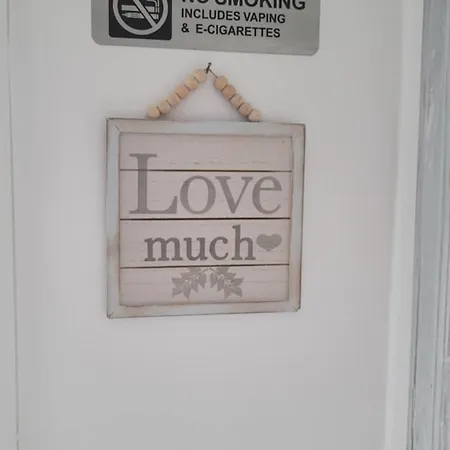 NO SMOKING
INCLUDES VAPING
& E-CIGARETTES
Love
much